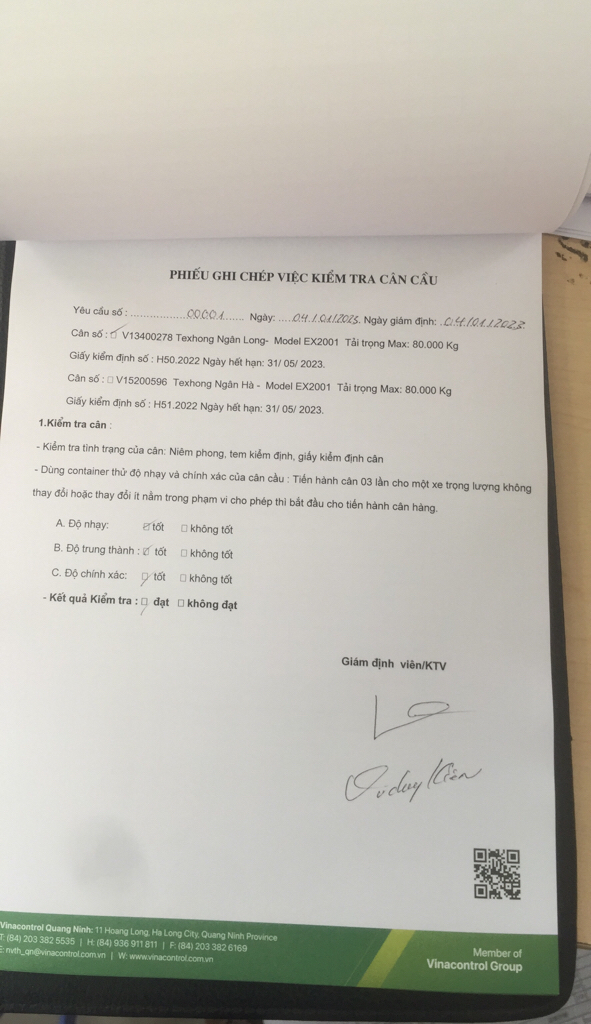 PHIẾU GHI CHÉP VIỆC KIỂM TRA CÂN CẨU
Yêu cầu số : .................. 00001 ...... Ngày: .... 04/01/2023. Ngày giám định: .04/01/2023
Cân số : ☑ V13400278 Texhong Ngân Long- Model EX2001 Tải trọng Max: 80.000 Kg
Giấy kiểm định số : H50.2022 Ngày hết hạn: 31/ 05/ 2023.
Cân số : ☐ V15200596 Texhong Ngân Hà - Model EX2001 Tải trọng Max: 80.000 Kg
Giấy kiểm định số : H51.2022 Ngày hết hạn: 31/ 05/ 2023.
1.Kiểm tra cân :
- Kiểm tra tình trạng của cân: Niêm phong, tem kiểm định, giấy kiểm định cân
- Dùng container thử độ nhạy và chính xác của cân cẩu : Tiến hành cân 03 lần cho một xe trọng lượng không
thay đổi hoặc thay đổi ít nằm trong phạm vi cho phép thì bắt đầu cho tiến hành cân hàng.
A. Độ nhạy: ☑ tốt ☐ không tốt
B. Độ trung thành : ☑ tốt ☐ không tốt
C. Độ chính xác: ☑ tốt ☐ không tốt
- Kết quả Kiểm tra : ☑ đạt ☐ không đạt
Giám định viên/KTV
Vi duy Kiên
Vinacontrol Quang Ninh: 11 Hoang Long, Ha Long City, Quang Ninh Province
T: (84) 203 382 5535 | H: (84) 936 911 811 | F: (84) 203 382 6169
E: nvth_qn@vinacontrol.com.vn | W: www.vinacontrol.com.vn
Member of
Vinacontrol Group